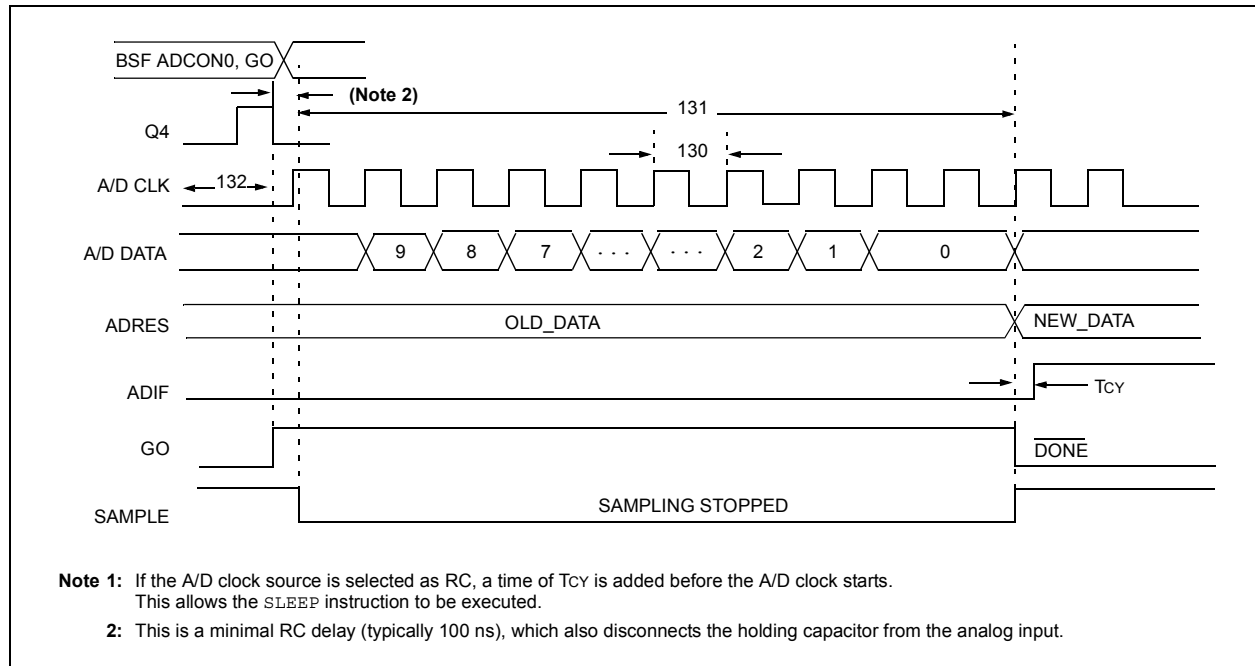 BSF ADCON0, GO
(Note 2)
131
Q4
130
A/D CLK
132
A/D DATA
9 8 7 . . . . . . 2 1 0
ADRES
OLD_DATA
NEW_DATA
ADIF
TCY
GO
DONE
SAMPLE
SAMPLING STOPPED
Note 1: If the A/D clock source is selected as RC, a time of TCY is added before the A/D clock starts.
This allows the SLEEP instruction to be executed.
2: This is a minimal RC delay (typically 100 ns), which also disconnects the holding capacitor from the analog input.